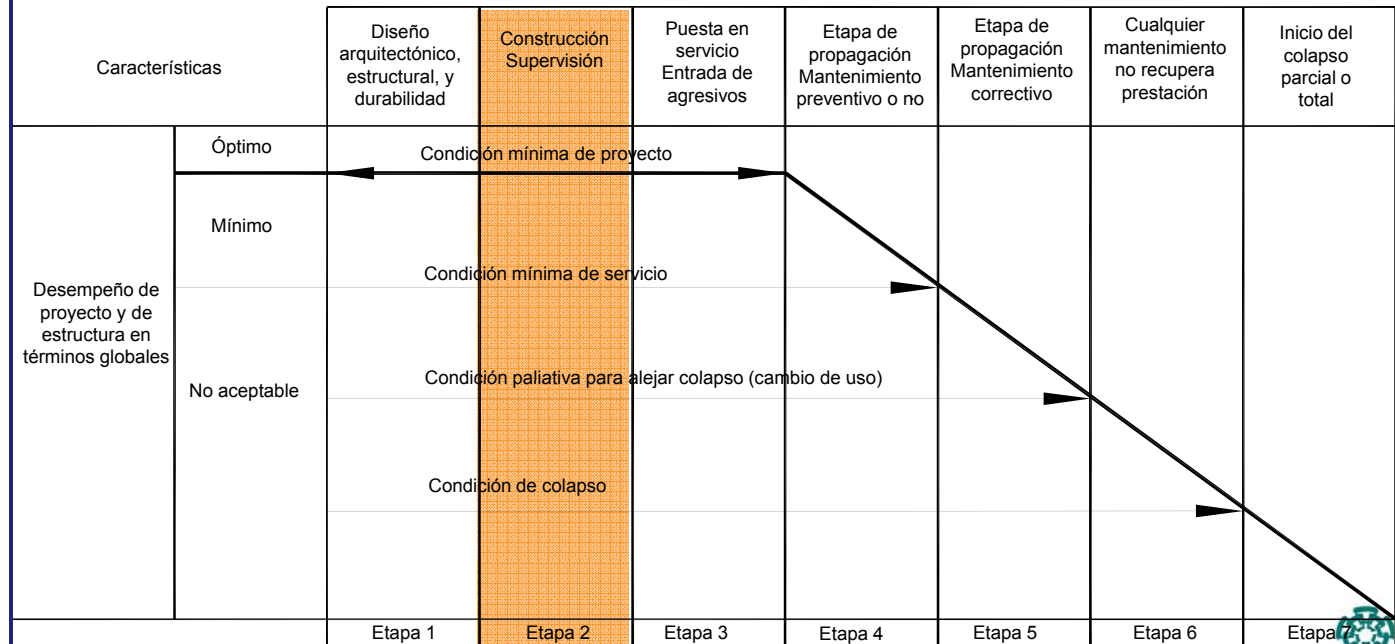 Características
Diseño
arquitectónico,
estructural, y
durabilidad
Construcción
Supervisión
Puesta en
servicio
Entrada de
agresivos
Etapa de
propagación
Mantenimiento
preventivo o no
Etapa de
propagación
Mantenimiento
correctivo
Cualquier
mantenimiento
no recupera
prestación
Inicio del
colapso
parcial o
total
Desempeño de
proyecto y de
estructura en
términos globales
Óptimo
Condición mínima de proyecto
Mínimo
Condición mínima de servicio
No aceptable
Condición paliativa para alejar colapso (cambio de uso)
Condición de colapso
Etapa 1
Etapa 2
Etapa 3
Etapa 4
Etapa 5
Etapa 6
Etapa 7